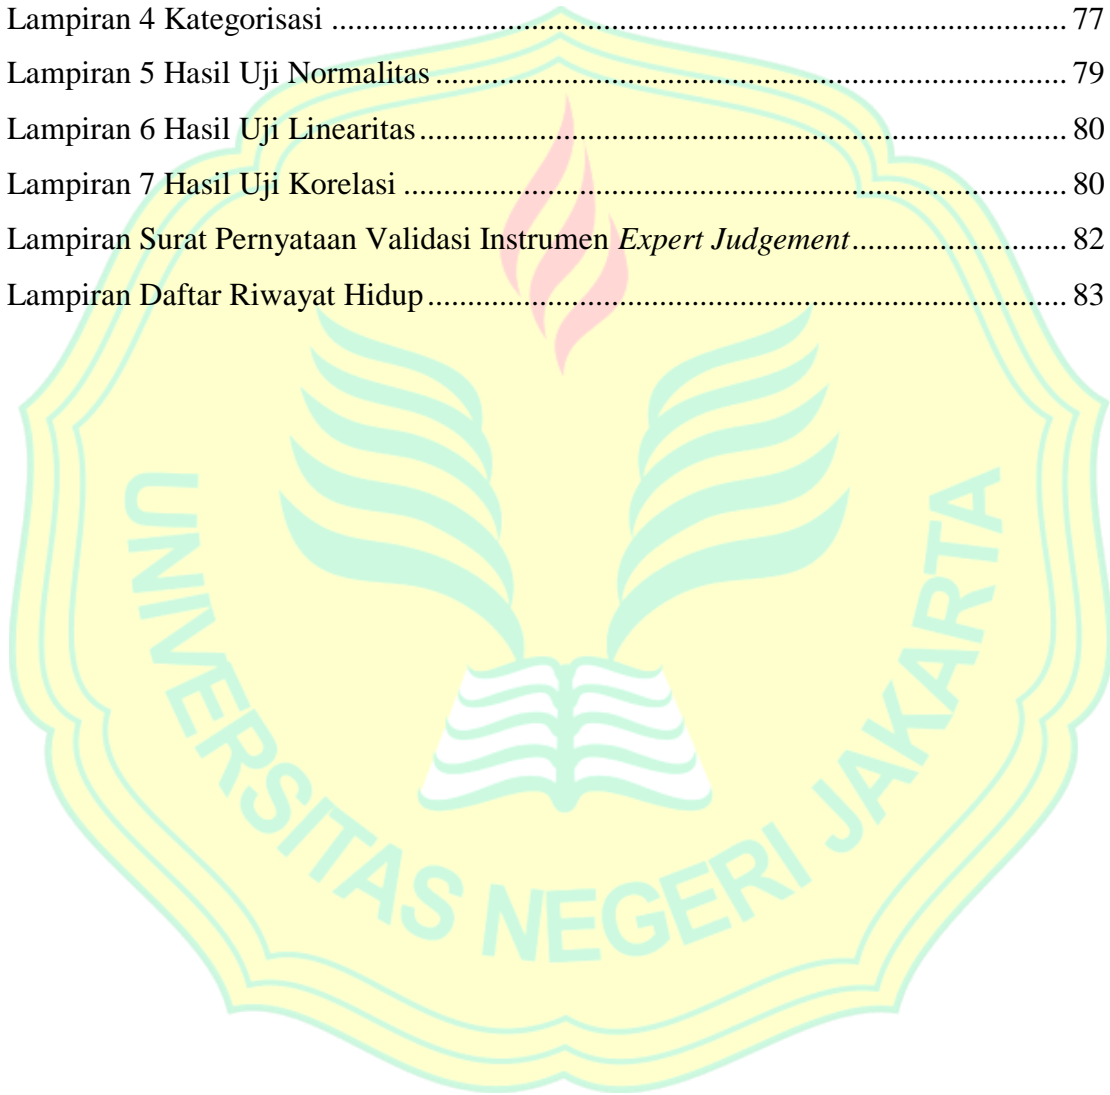 Lampiran 4 Kategorisasi ........................................................................................... 77
Lampiran 5 Hasil Uji Normalitas ............................................................................... 79
Lampiran 6 Hasil Uji Linearitas ................................................................................ 80
Lampiran 7 Hasil Uji Korelasi .................................................................................. 80
Lampiran Surat Pernyataan Validasi Instrumen Expert Judgement ........................... 82
Lampiran Daftar Riwayat Hidup ............................................................................... 83
UNIVERSITAS NEGERI JAKARTA